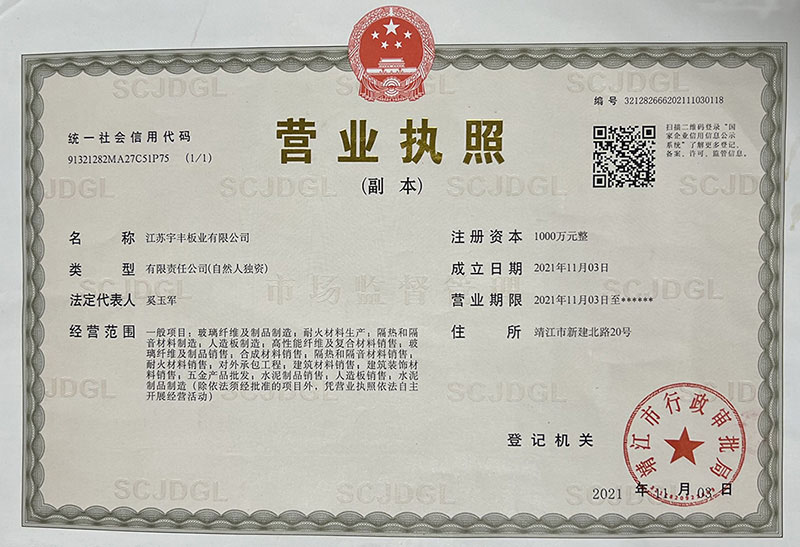 编号 321282666202111030118
统一社会信用代码
91321282MA27C51P75 (1/1)
营业执照
(副 本)
扫描二维码登录“国
家企业信用信息公示
系统”了解更多登记、
备案、许可、监管信息。
名 称 江苏宇丰板业有限公司
类 型 有限责任公司(自然人独资)
法定代表人 奚玉军
经营范围 一般项目：玻璃纤维及制品制造；耐火材料生产；隔热和隔
音材料制造；人造板制造；高性能纤维及复合材料销售；玻
璃纤维及制品销售；合成材料销售；隔热和隔音材料销售；
耐火材料销售；对外承包工程；建筑材料销售；建筑装饰材
料销售；五金产品批发；水泥制品销售；人造板销售；水泥
制品制造（除依法须经批准的项目外，凭营业执照依法自主
开展经营活动）
注册资本 1000万元整
成立日期 2021年11月03日
营业期限 2021年11月03日至******
住 所 靖江市新建北路20号
登记机关
靖江市行政审批局
2021 年 11 月 03 日
SCJDGL
市场监督管理